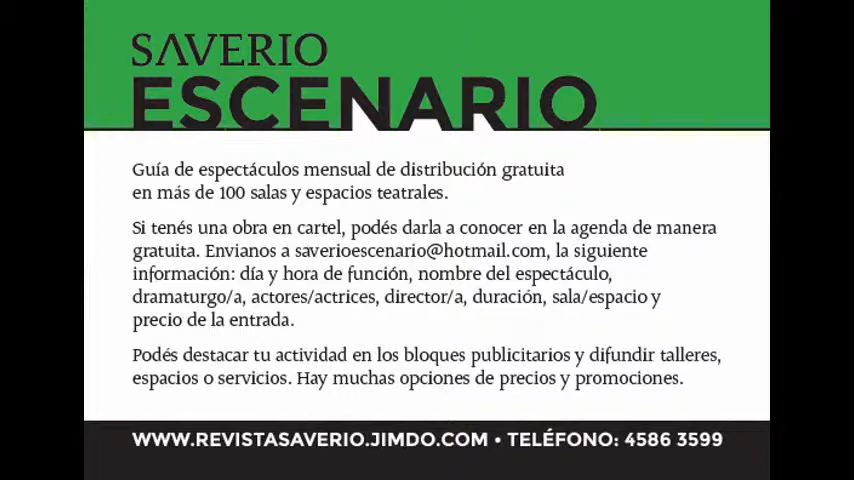 SAVERIO
ESCENARIO
Guía de espectáculos mensual de distribución gratuita
en más de 100 salas y espacios teatrales.
Si tenés una obra en cartel, podés darla a conocer en la agenda de manera
gratuita. Envianos a saverioescenario@hotmail.com, la siguiente
información: día y hora de función, nombre del espectáculo,
dramaturgo/a, actores/actrices, director/a, duración, sala/espacio y
precio de la entrada.
Podés destacar tu actividad en los bloques publicitarios y difundir talleres,
espacios o servicios. Hay muchas opciones de precios y promociones.
WWW.REVISTASAVERIO.JIMDO.COM • TELÉFONO: 4586 3599